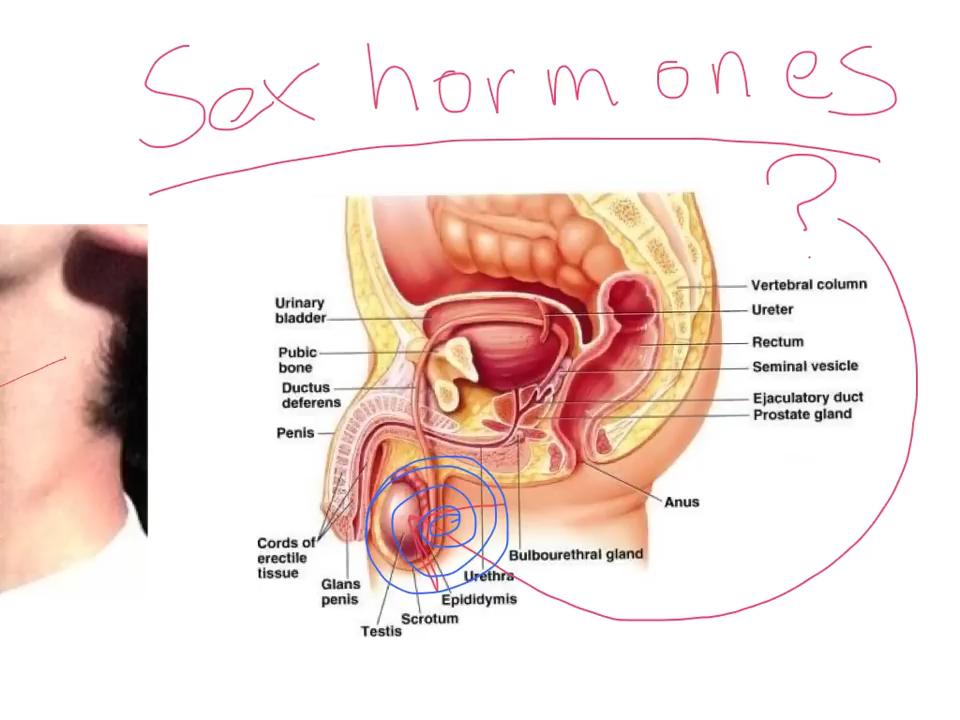 Sex hormones
?
Urinary
bladder
Pubic
bone
Ductus
deferens
Penis
Cords of
erectile
tissue
Glans
penis
Testis
Scrotum
Epididymis
Urethra
Bulbourethral gland
Anus
Vertebral column
Ureter
Rectum
Seminal vesicle
Ejaculatory duct
Prostate gland